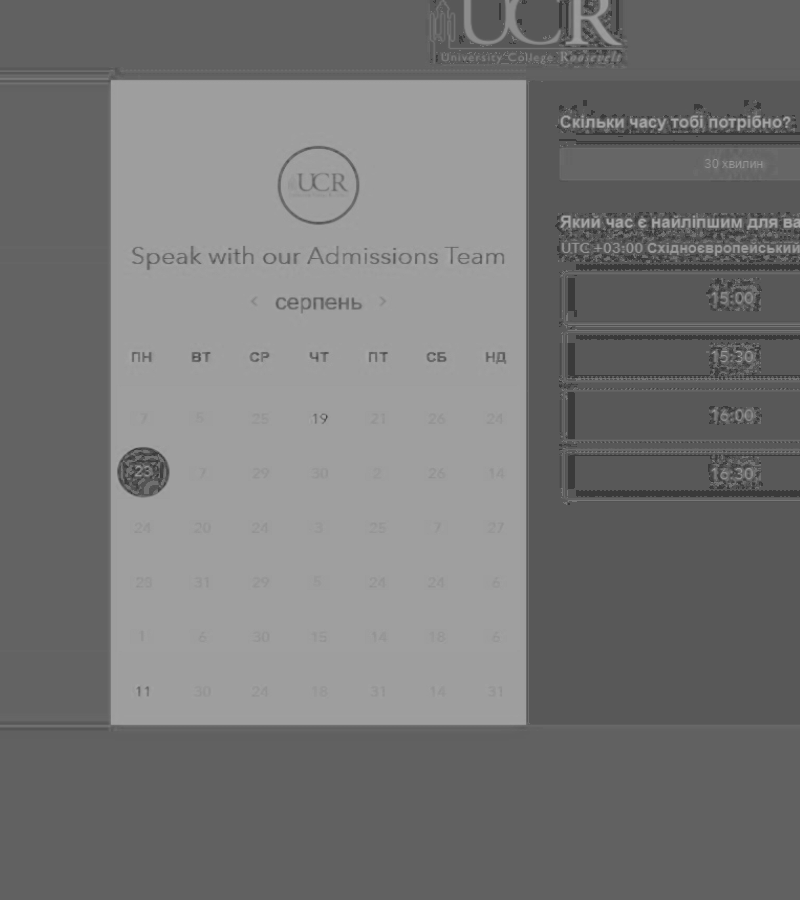 UCR
University College Roosevelt
UCR
Speak with our Admissions Team
‹ серпень ›
ПН ВТ СР ЧТ ПТ СБ НД
7 5 25 19 21 26 24
23 7 29 30 2 26 14
24 20 24 3 25 7 27
23 31 29 5 24 24 6
1 6 30 15 14 18 6
11 30 24 18 31 14 31
Скільки часу тобі потрібно?
30 хвилин
Який час є найліпшим для ва
UTC +03:00 Східноєвропейський
15:00
15:30
16:00
16:30